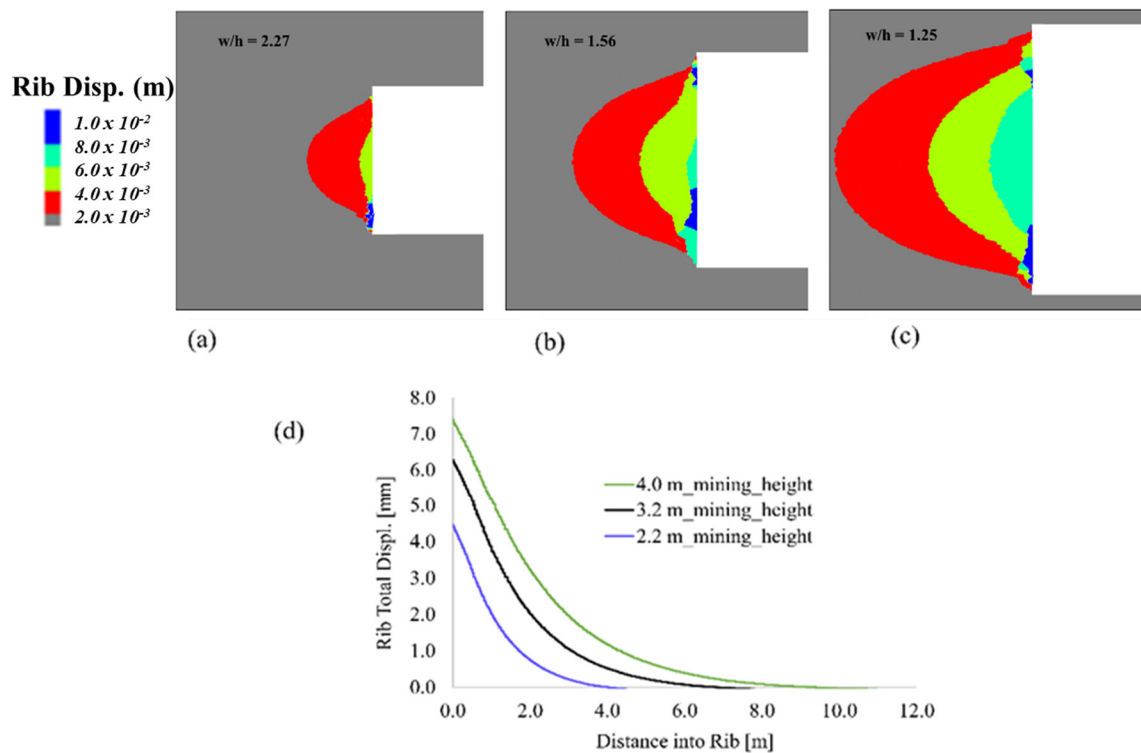 w/h = 2.27
w/h = 1.56
w/h = 1.25
Rib Disp. (m)
1.0 x 10-2
8.0 x 10-3
6.0 x 10-3
4.0 x 10-3
2.0 x 10-3
(a)
(b)
(c)
(d)
8.0
7.0
6.0
5.0
4.0
3.0
2.0
1.0
0.0
Rib Total Displ. [mm]
4.0 m_mining_height
3.2 m_mining_height
2.2 m_mining_height
0.0 2.0 4.0 6.0 8.0 10.0 12.0
Distance into Rib [m]